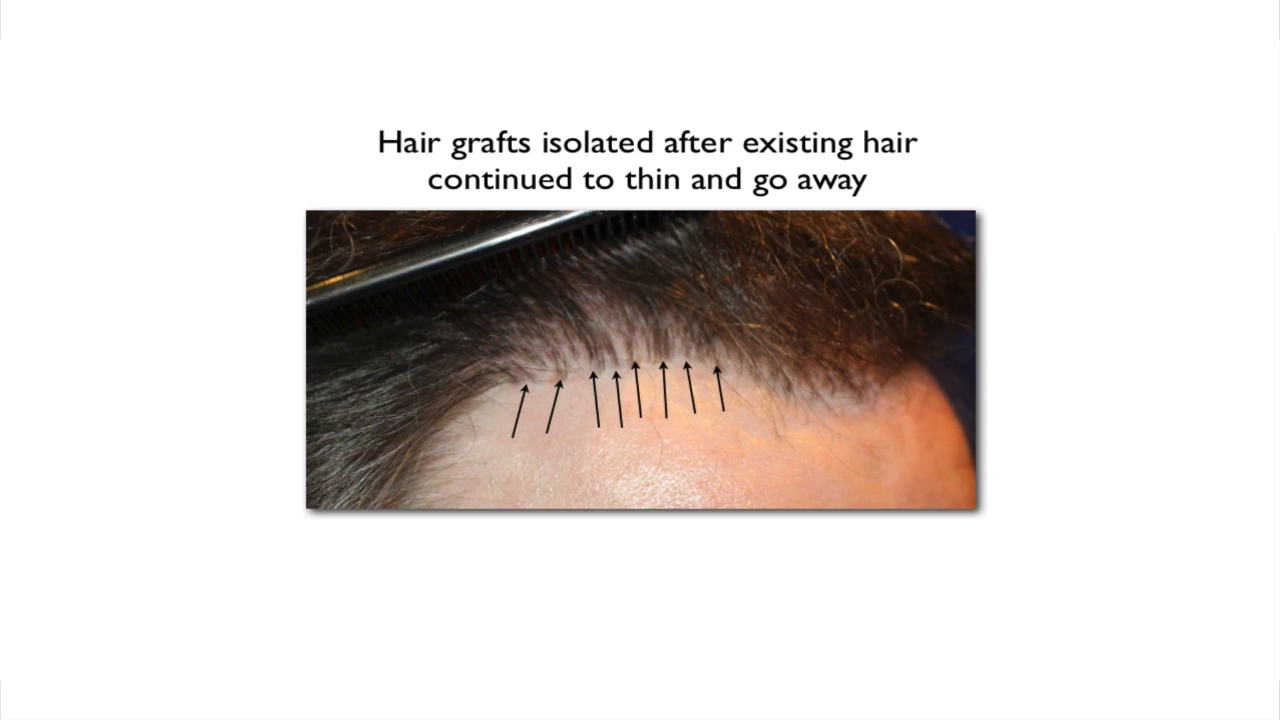 Hair grafts isolated after existing hair
continued to thin and go away